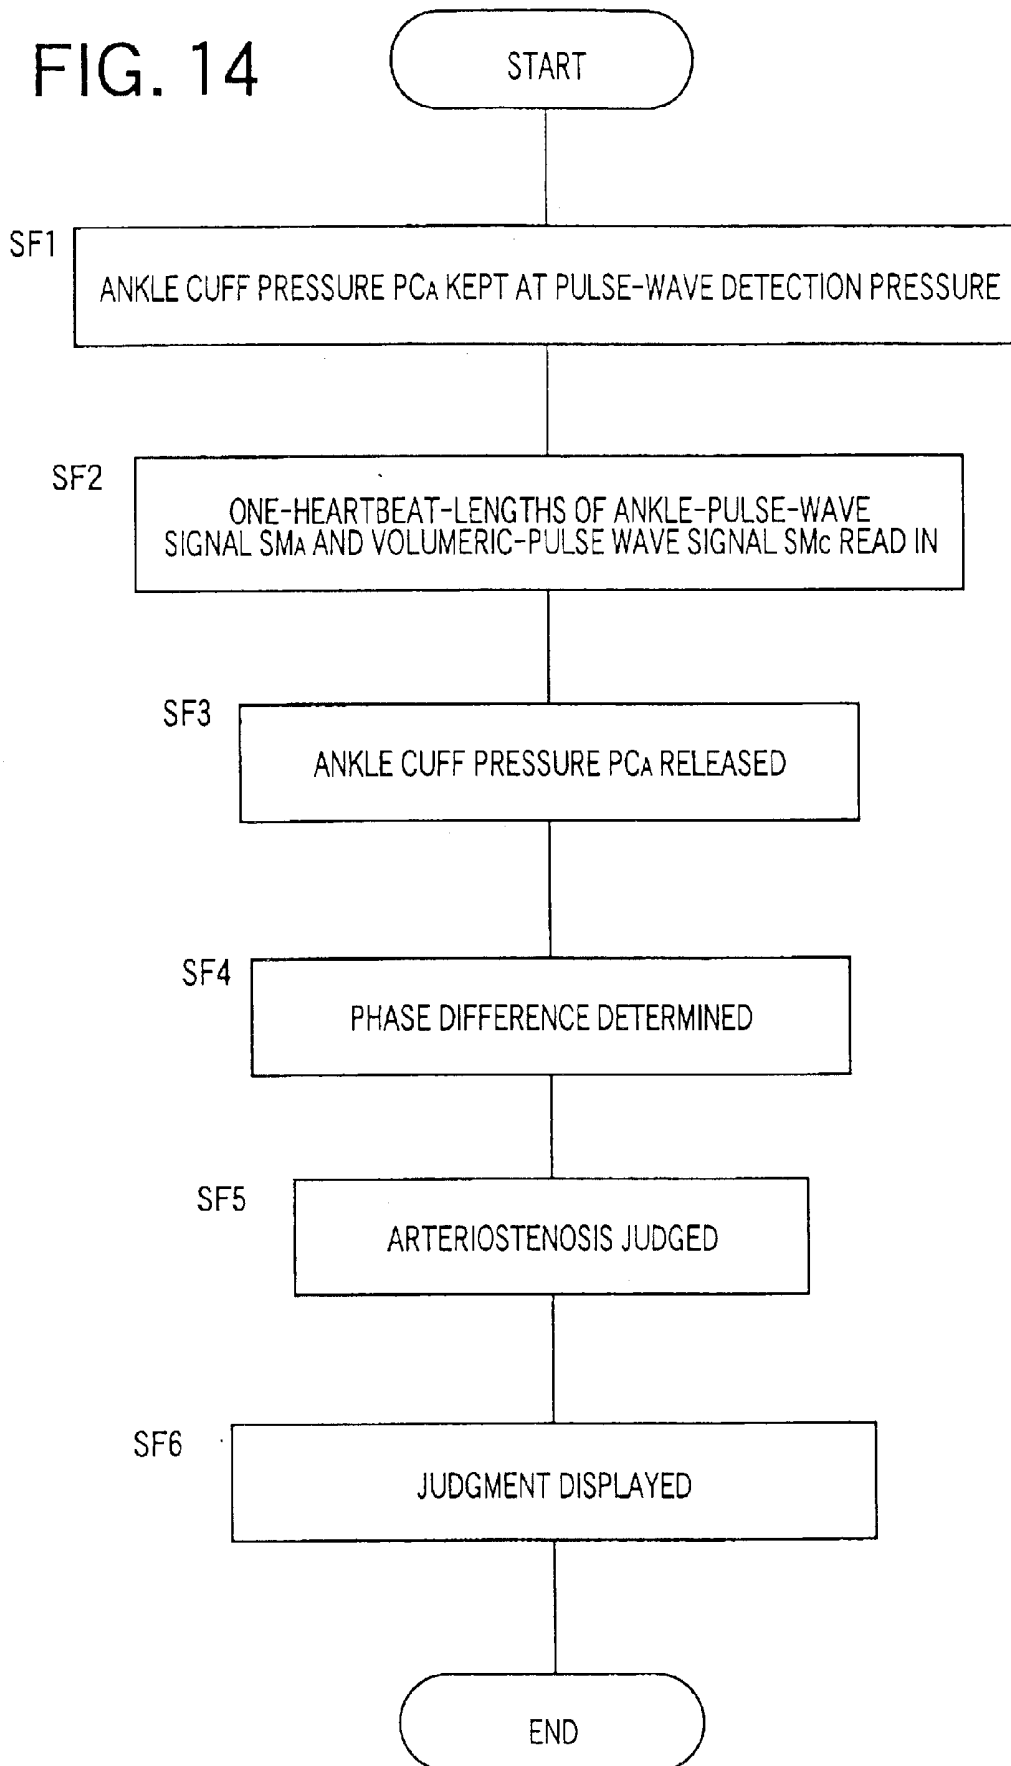 FIG. 14
START
SF1
ANKLE CUFF PRESSURE PCA KEPT AT PULSE-WAVE DETECTION PRESSURE
SF2
ONE-HEARTBEAT-LENGTHS OF ANKLE-PULSE-WAVE
SIGNAL SMA AND VOLUMERIC-PULSE WAVE SIGNAL SMC READ IN
SF3
ANKLE CUFF PRESSURE PCA RELEASED
SF4
PHASE DIFFERENCE DETERMINED
SF5
ARTERIOSTENOSIS JUDGED
SF6
JUDGMENT DISPLAYED
END